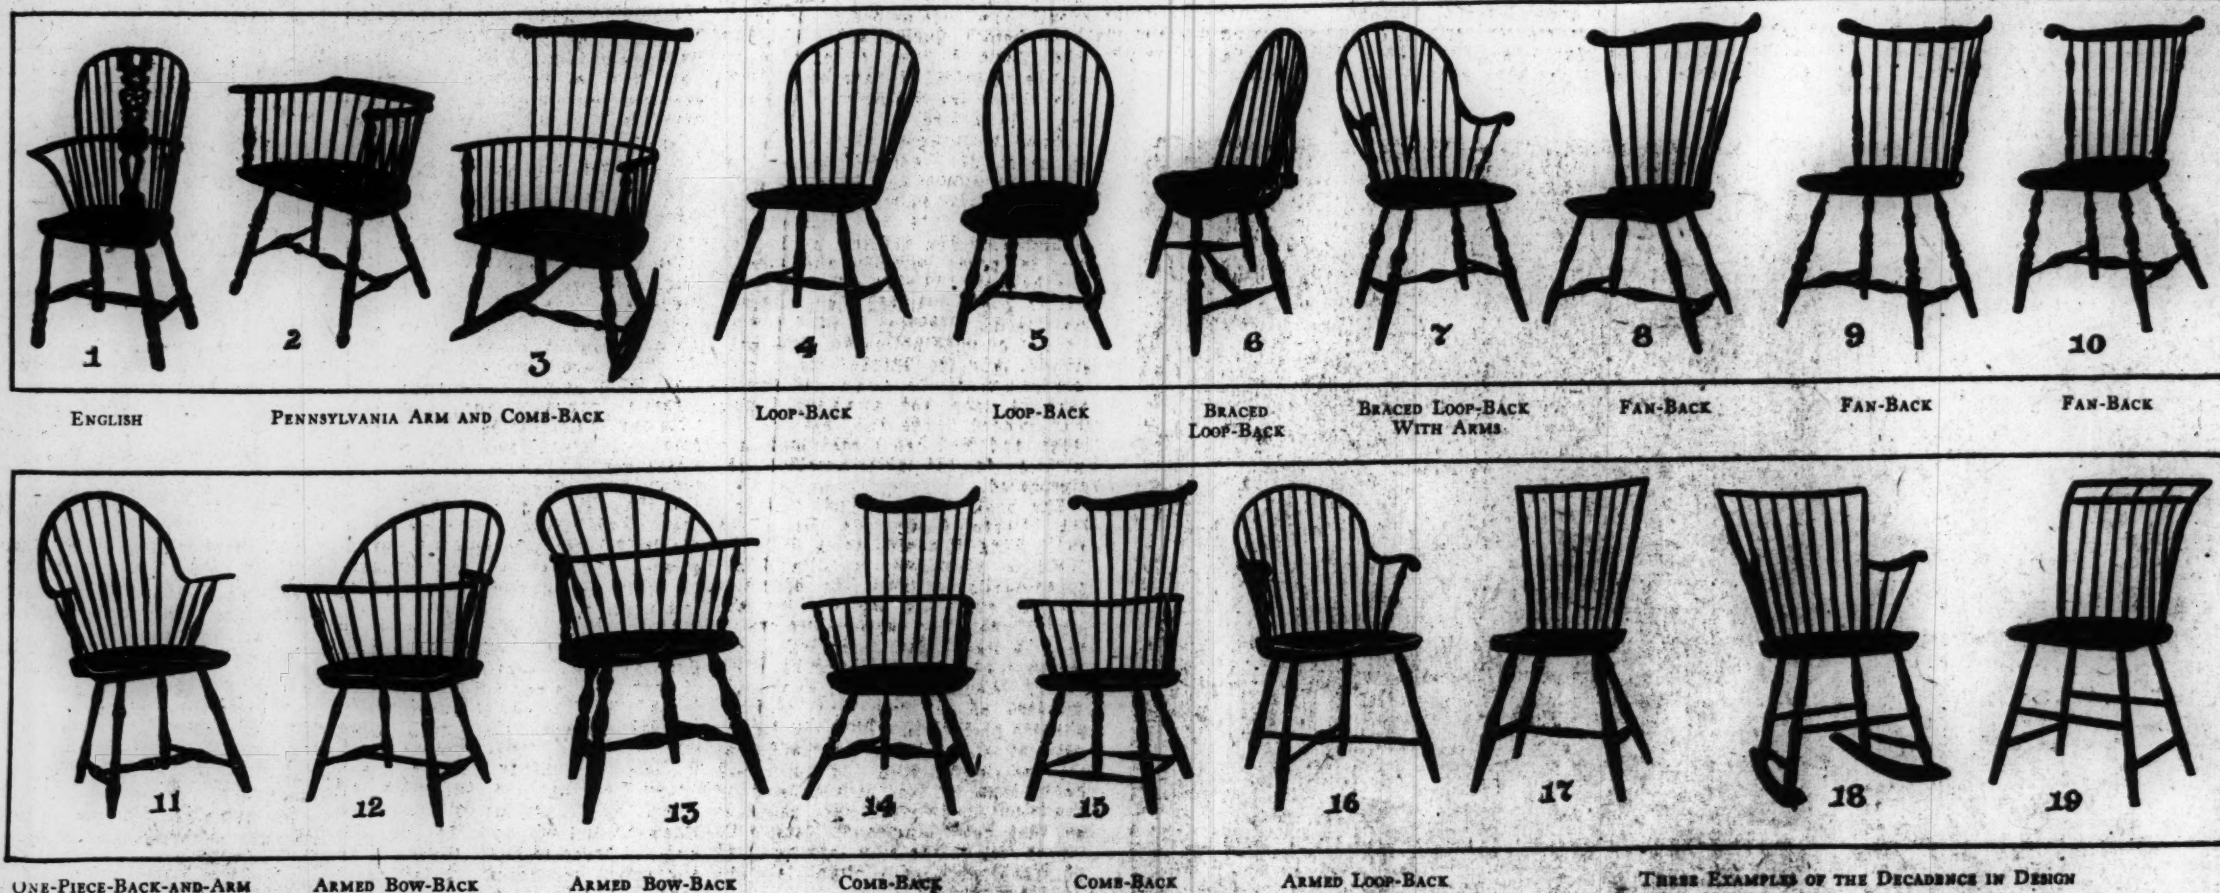 1 2 3 4 5 6 7 8 9 10
ENGLISH PENNSYLVANIA ARM AND COMB-BACK LOOP-BACK LOOP-BACK BRACED BRACED LOOP-BACK FAN-BACK FAN-BACK FAN-BACK
LOOP-BACK WITH ARMS
11 12 13 14 15 16 17 18 19
ONE-PIECE-BACK-AND-ARM ARMED BOW-BACK ARMED BOW-BACK COMB-BACK COMB-BACK ARMED LOOP-BACK THREE EXAMPLES OF THE DECADENCE IN DESIGN